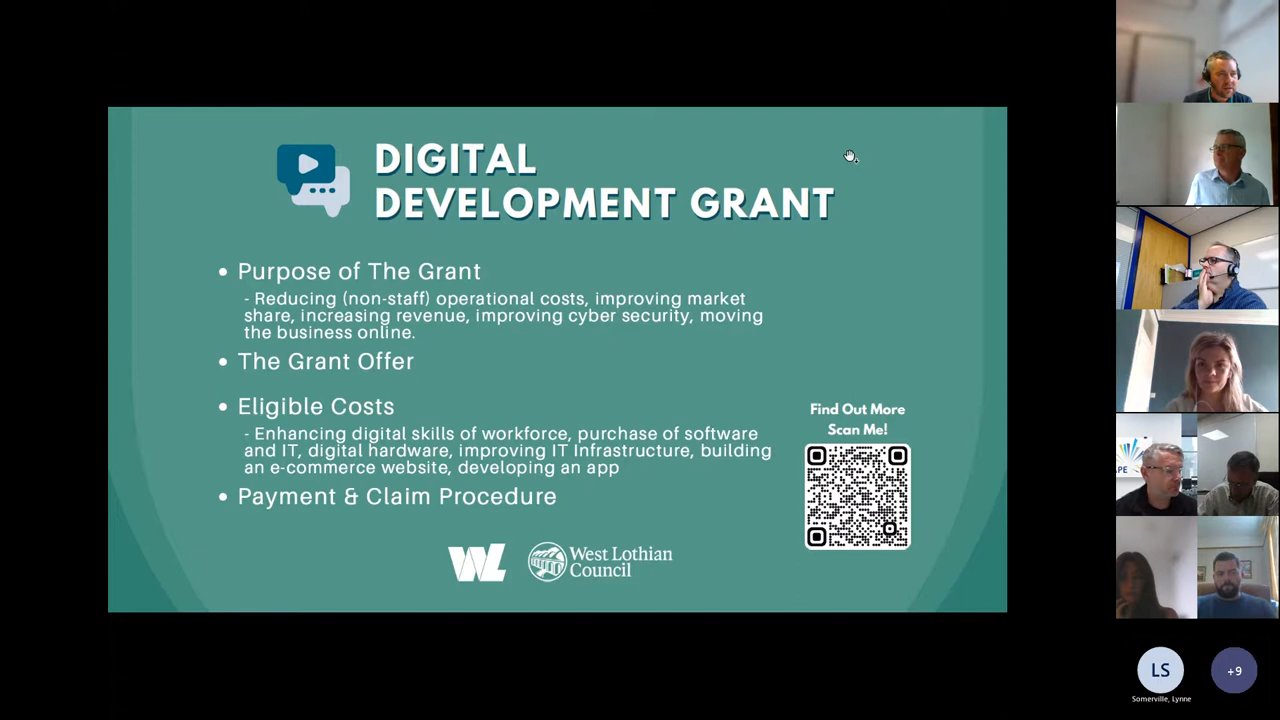 DIGITAL
DEVELOPMENT GRANT
• Purpose of The Grant
- Reducing (non-staff) operational costs, improving market
share, increasing revenue, improving cyber security, moving
the business online.
• The Grant Offer
• Eligible Costs
- Enhancing digital skills of workforce, purchase of software
and IT, digital hardware, improving IT Infrastructure, building
an e-commerce website, developing an app
• Payment & Claim Procedure
Find Out More
Scan Me!
WL
West Lothian
Council
APE
LS
+9
Somerville, Lynne